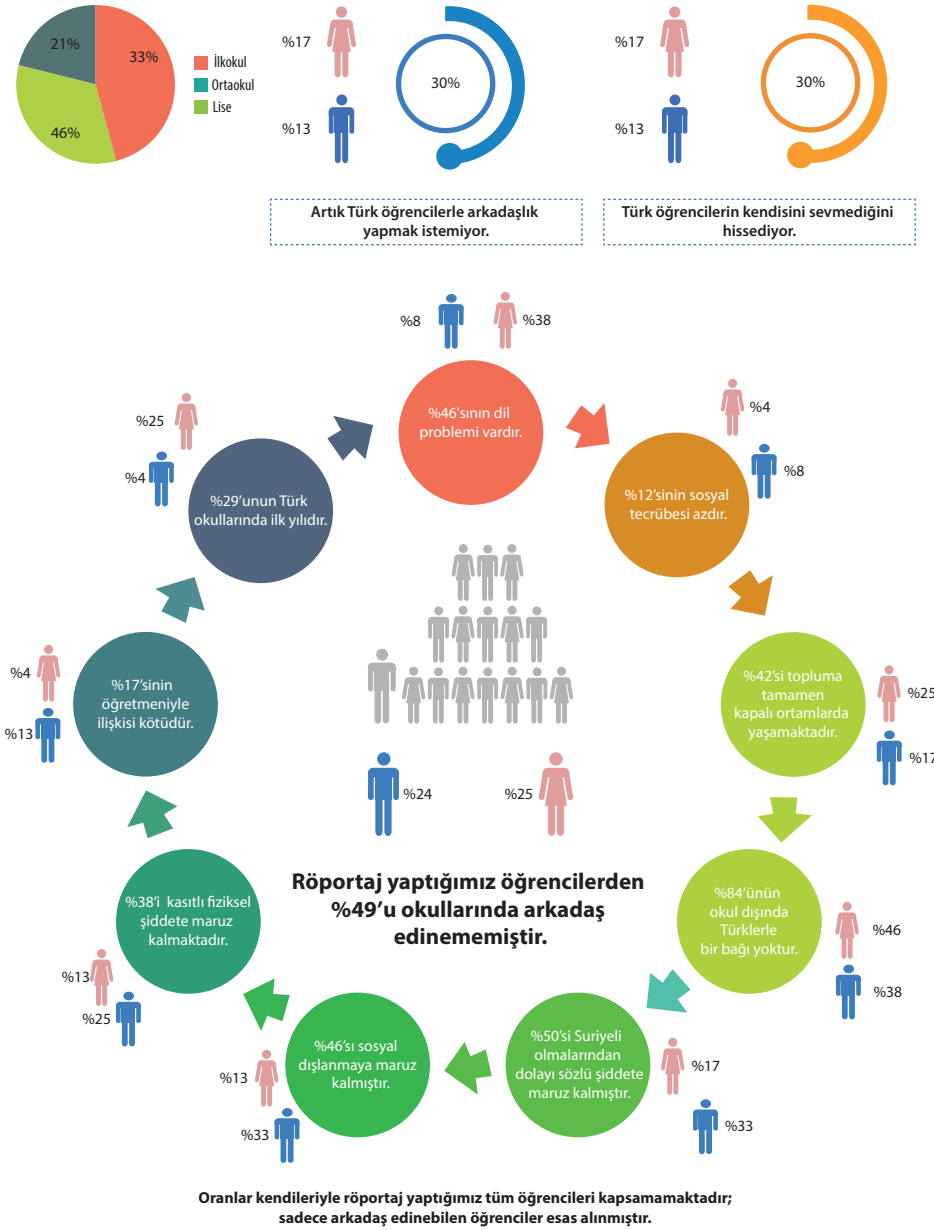 21%
33%
46%
İlkokul
Ortaokul
Lise
%17
30%
%13
Artık Türk öğrencilerle arkadaşlık
yapmak istemiyor.
%17
30%
%13
Türk öğrencilerin kendisini sevmediğini
hissediyor.
%8
%38
%46'sının dil
problemi vardır.
%4
%8
%12'sinin sosyal
tecrübesi azdır.
%25
%17
%42'si topluma
tamamen
kapalı ortamlarda
yaşamaktadır.
%46
%38
%84'ünün
okul dışında
Türklerle
bir bağı yoktur.
%17
%33
%50'si Suriyeli
olmalarından
dolayı sözlü şiddete
maruz kalmıştır.
%13
%33
%46'sı sosyal
dışlanmaya maruz
kalmıştır.
%13
%25
%38'i kasıtlı fiziksel
şiddete maruz
kalmaktadır.
%4
%13
%17'sinin
öğretmeniyle
ilişkisi kötüdür.
%25
%4
%29'unun Türk
okullarında ilk yılıdır.
%24
%25
Röportaj yaptığımız öğrencilerden
%49'u okullarında arkadaş
edinememiştir.
Oranlar kendileriyle röportaj yaptığımız tüm öğrencileri kapsamamaktadır;
sadece arkadaş edinebilen öğrenciler esas alınmıştır.